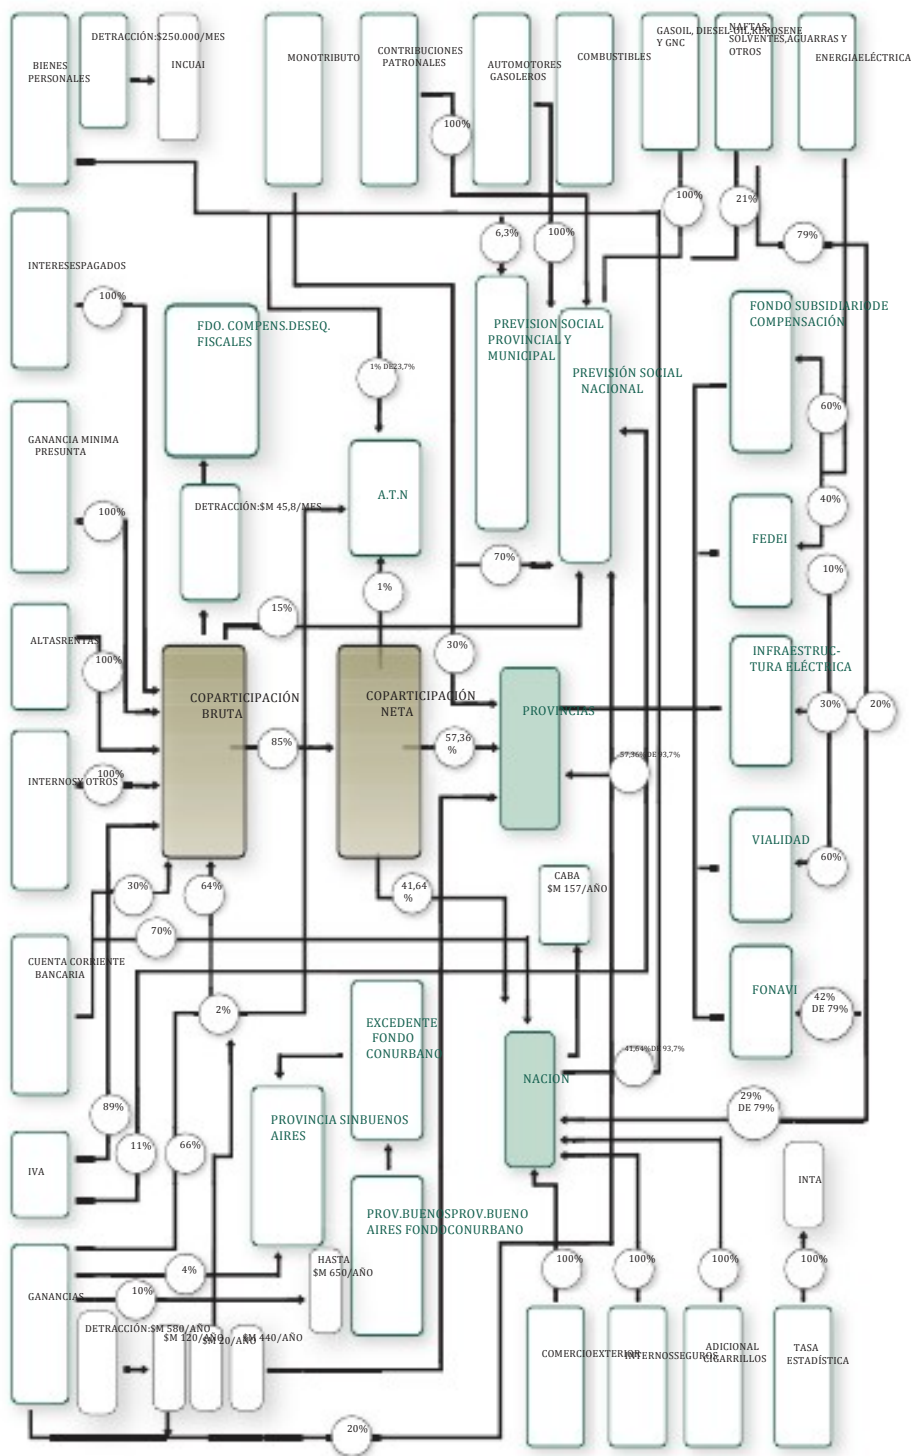 DETRACCIÓN:$250.000/MES
BIENES
PERSONALES
INCUAI
MONOTRIBUTO
CONTRIBUCIONES
PATRONALES
AUTOMOTORES
GASOLEROS
COMBUSTIBLES
GASOIL, DIESEL-OIL,KEROSENE
Y GNC
NAFTAS,
SOLVENTES,AGUARRAS Y
OTROS
ENERGIAELÉCTRICA
100%
100%
21%
6,3%
100%
79%
INTERESESPAGADOS
100%
FDO. COMPENS.DESEQ.
FISCALES
PREVISION SOCIAL
PROVINCIAL Y
MUNICIPAL
PREVISIÓN SOCIAL
NACIONAL
FONDO SUBSIDIARIODE
COMPENSACIÓN
1% DE23,7%
60%
GANANCIA MINIMA
PRESUNTA
100%
DETRACCIÓN:$M 45,8/MES
A.T.N
40%
FEDEI
70%
10%
1%
15%
ALTASRENTAS
100%
30%
INFRAESTRUC-
TURA ELÉCTRICA
COPARTICIPACIÓN
BRUTA
COPARTICIPACIÓN
NETA
PROVINCIAS
30%
20%
85%
57,36
%
57,36%DE 93,7%
INTERNOSY OTROS
100%
VIALIDAD
60%
30%
64%
41,64
%
CABA
$M 157/AÑO
70%
CUENTA CORRIENTE
BANCARIA
FONAVI
42%
DE 79%
2%
EXCEDENTE
FONDO
CONURBANO
41,64%DE 93,7%
NACION
29%
DE 79%
89%
PROVINCIA SINBUENOS
AIRES
11%
66%
IVA
INTA
PROV.BUENOSPROV.BUENO
AIRES FONDOCONURBANO
4%
HASTA
$M 650/AÑO
100%
100%
100%
100%
GANANCIAS
10%
DETRACCIÓN:$M 580/AÑO
$M 120/AÑO
$M 20/AÑO
$M 440/AÑO
COMERCIOEXTERIOR
INTERNOSSEGUROS
ADICIONAL
CIGARRILLOS
TASA
ESTADÍSTICA
20%